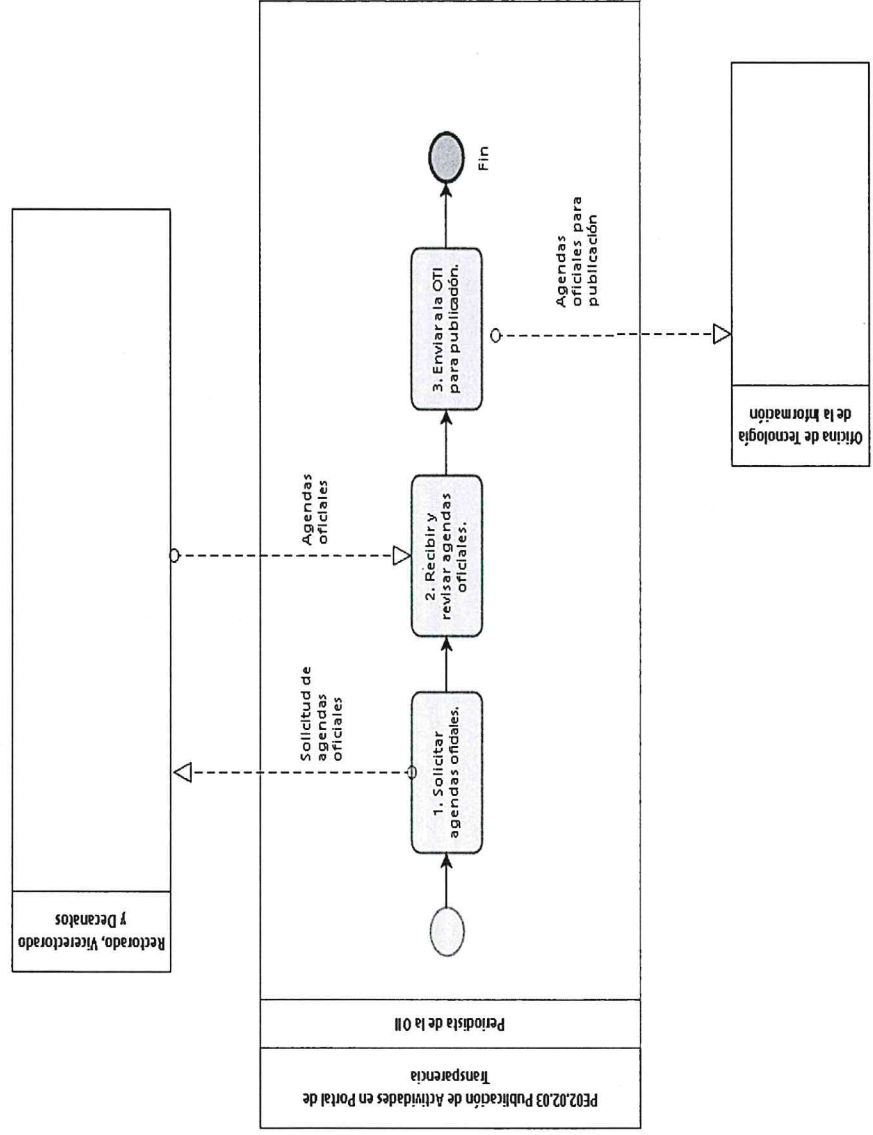 Rectorado, Vicerectorado
y Decanatos
PE02.02.03 Publicación de Actividades en Portal de
Transparencia
Periodista de la OII
1. Solicitar
agendas oficiales.
Solicitud de
agendas
oficiales
2. Recibir y
revisar agendas
oficiales.
Agendas
oficiales
3. Enviar a la OTI
para publicación.
Agendas
oficiales para
publicación
Fin
Oficina de Tecnología
de la Información